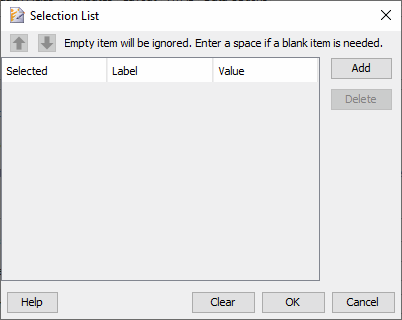 Selection List
Empty item will be ignored. Enter a space if a blank item is needed.
Selected Label Value
Add
Delete
Help Clear OK Cancel